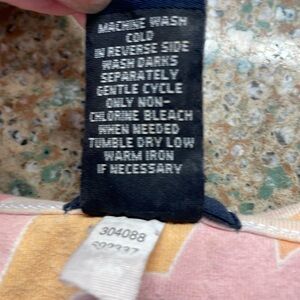 MACHINE WASH
COLD
IN REVERSE SIDE
WASH DARKS
SEPARATELY
GENTLE CYCLE
ONLY NON-
CHLORINE BLEACH
WHEN NEEDED
TUMBLE DRY LOW
WARM IRON
IF NECESSARY
304088